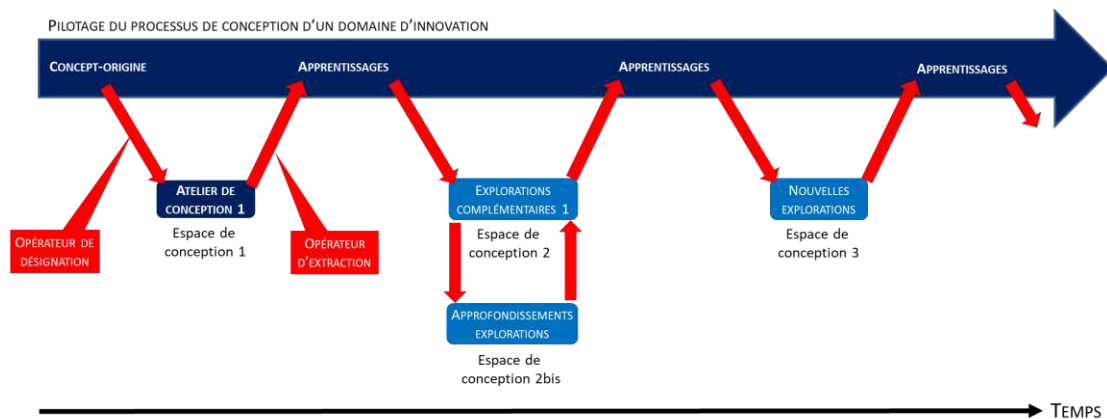 PILOTAGE DU PROCESSUS DE CONCEPTION D'UN DOMAINE D'INNOVATION
CONCEPT-ORIGINE
APPRENTISSAGES
APPRENTISSAGES
APPRENTISSAGES
ATELIER DE
CONCEPTION 1
Espace de
conception 1
OPÉRATEUR DE
DÉSIGNATION
OPÉRATEUR
D'EXTRACTION
EXPLORATIONS
COMPLÉMENTAIRES 1
Espace de
conception 2
APPROFONDISSEMENTS
EXPLORATIONS
Espace de
conception 2bis
NOUVELLES
EXPLORATIONS
Espace de
conception 3
TEMPS